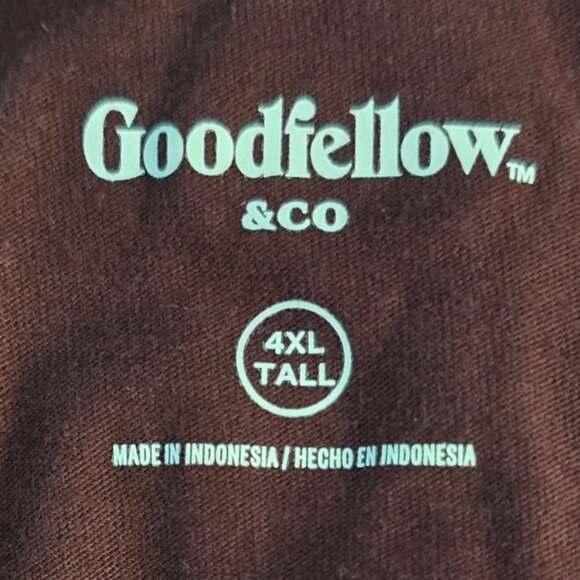 Goodfellow™
&CO
4XL
TALL
MADE IN INDONESIA / HECHO EN INDONESIA